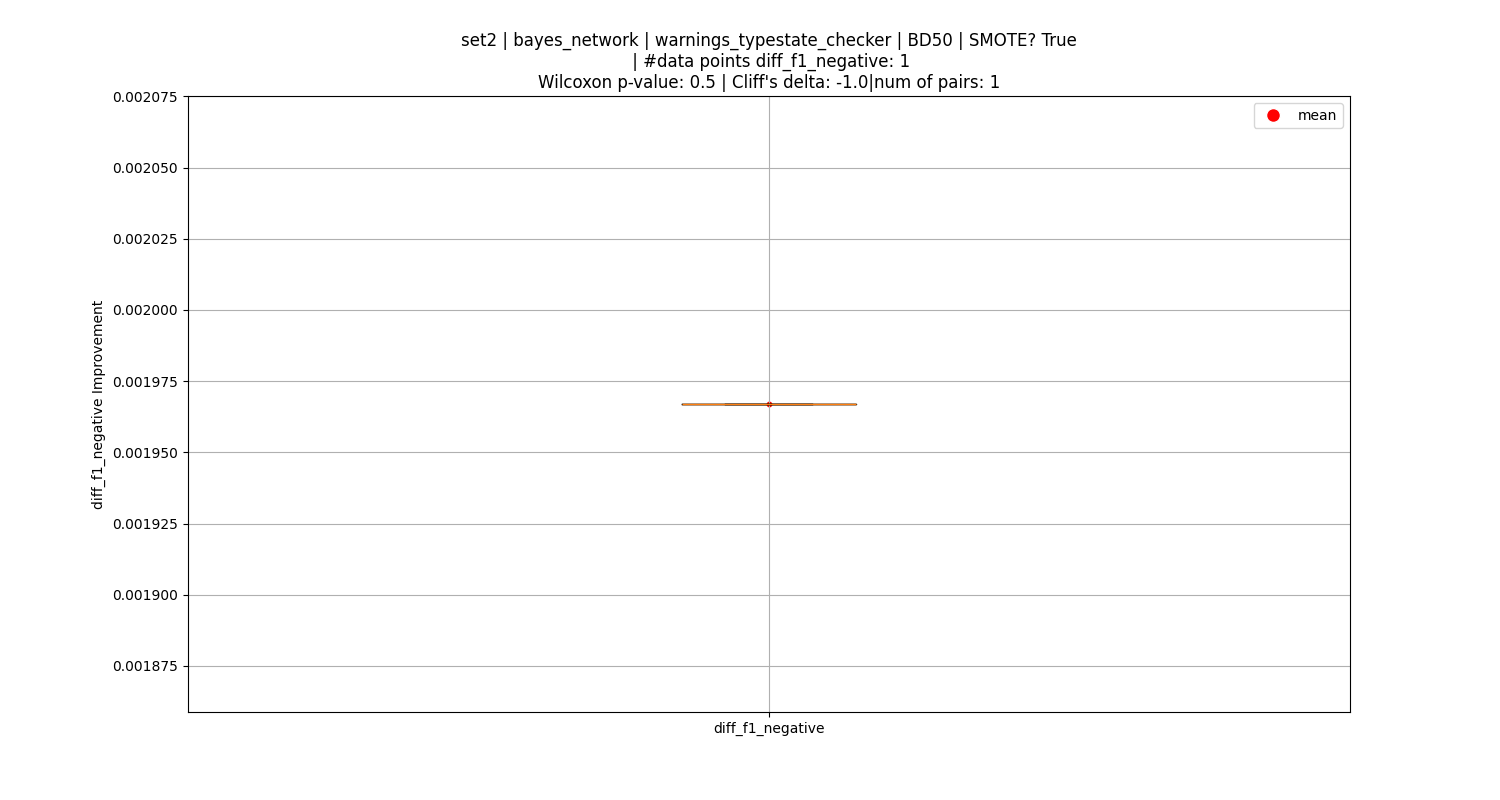 set2 | bayes_network | warnings_typestate_checker | BD50 | SMOTE? True
| #data points diff_f1_negative: 1
Wilcoxon p-value: 0.5 | Cliff's delta: -1.0|num of pairs: 1
mean
0.002075
0.002050
0.002025
0.002000
0.001975
0.001950
0.001925
0.001900
0.001875
diff_f1_negative Improvement
diff_f1_negative